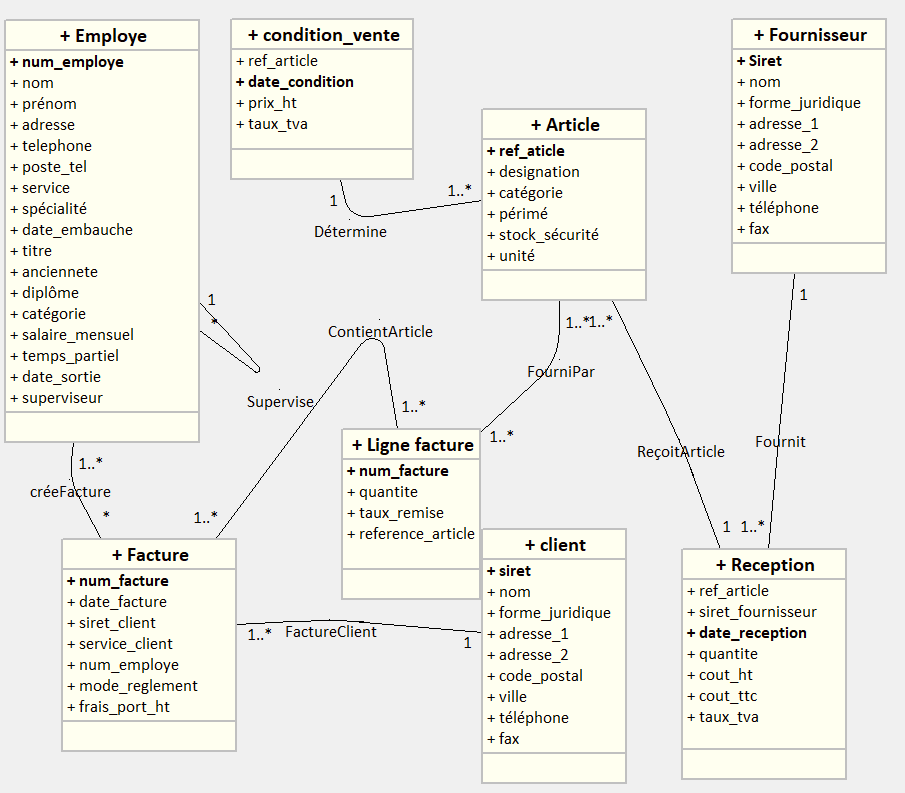 + Employe
+ num_employe
+ nom
+ prénom
+ adresse
+ telephone
+ poste_tel
+ service
+ spécialité
+ date_embauche
+ titre
+ anciennete
+ diplôme
+ catégorie
+ salaire_mensuel
+ temps_partiel
+ date_sortie
+ superviseur
+ condition_vente
+ ref_article
+ date_condition
+ prix_ht
+ taux_tva
+ Article
+ ref_aticle
+ designation
+ catégorie
+ périmé
+ stock_sécurité
+ unité
+ Fournisseur
+ Siret
+ nom
+ forme_juridique
+ adresse_1
+ adresse_2
+ code_postal
+ ville
+ téléphone
+ fax
1
1..*
Détermine
1
*
Supervise
ContientArticle
1..*
1..*
1..*
1..*
FourniPar
1..*
1..*
ReçoitArticle
1
1
Fournit
1..*
1..*
créeFacture
*
+ Ligne facture
+ num_facture
+ quantite
+ taux_remise
+ reference_article
+ Facture
+ num_facture
+ date_facture
+ siret_client
+ service_client
+ num_employe
+ mode_reglement
+ frais_port_ht
1..*
FactureClient
1
+ client
+ siret
+ nom
+ forme_juridique
+ adresse_1
+ adresse_2
+ code_postal
+ ville
+ téléphone
+ fax
+ Reception
+ ref_article
+ siret_fournisseur
+ date_reception
+ quantite
+ cout_ht
+ cout_ttc
+ taux_tva